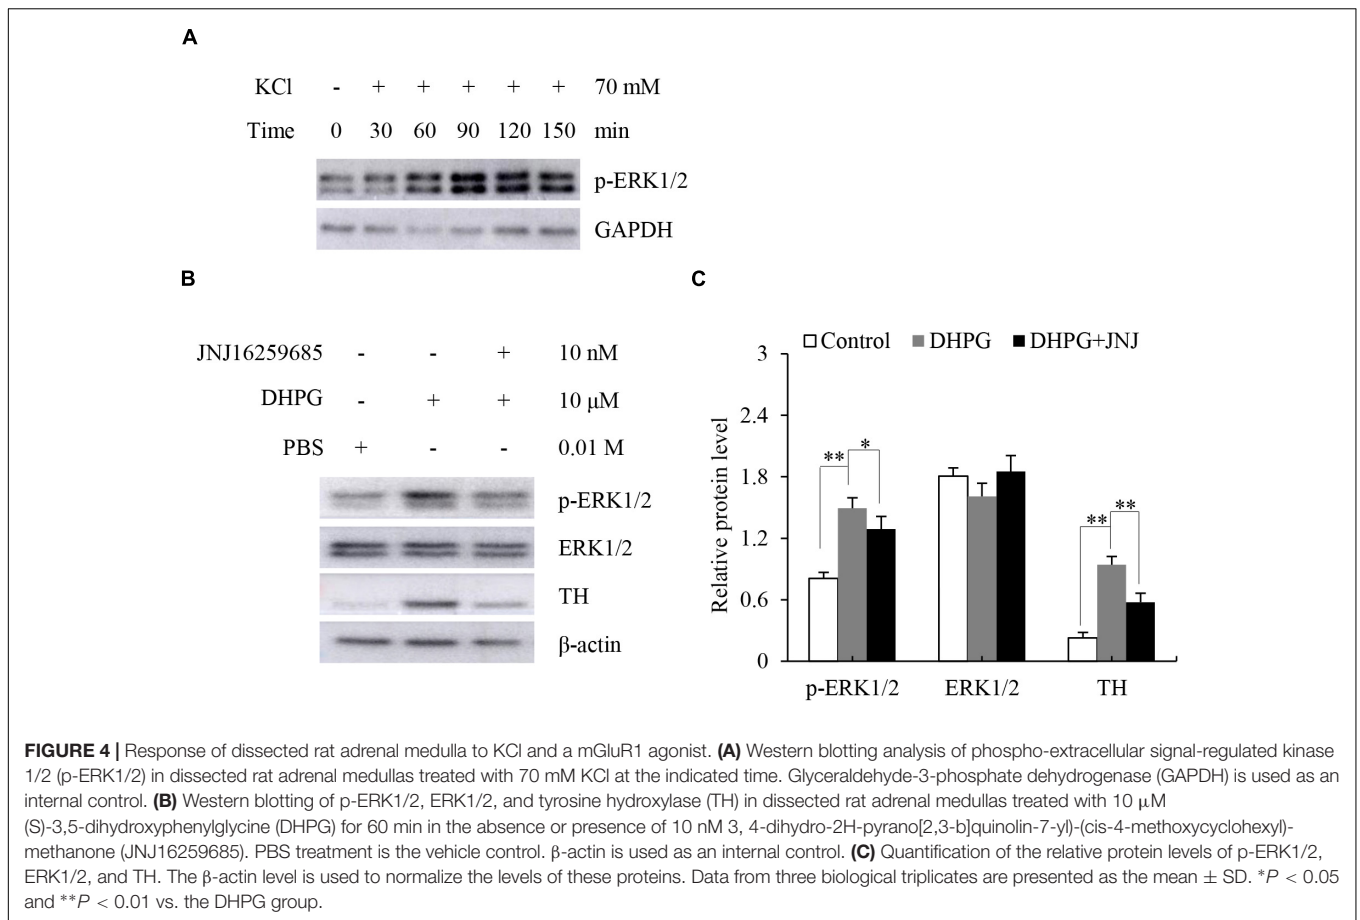 A
KCl - + + + + + 70 mM
Time 0 30 60 90 120 150 min
p-ERK1/2
GAPDH
B
JNJ16259685 - - + 10 nM
DHPG - + + 10 μM
PBS + - - 0.01 M
p-ERK1/2
ERK1/2
TH
β-actin
C
Control DHPG DHPG+JNJ
Relative protein level
3
2.4
1.8
1.2
0.6
0
** *
** **
p-ERK1/2 ERK1/2 TH
FIGURE 4 | Response of dissected rat adrenal medulla to KCl and a mGluR1 agonist. (A) Western blotting analysis of phospho-extracellular signal-regulated kinase
1/2 (p-ERK1/2) in dissected rat adrenal medullas treated with 70 mM KCl at the indicated time. Glyceraldehyde-3-phosphate dehydrogenase (GAPDH) is used as an
internal control. (B) Western blotting of p-ERK1/2, ERK1/2, and tyrosine hydroxylase (TH) in dissected rat adrenal medullas treated with 10 μM
(S)-3,5-dihydroxyphenylglycine (DHPG) for 60 min in the absence or presence of 10 nM 3, 4-dihydro-2H-pyrano[2,3-b]quinolin-7-yl)-(cis-4-methoxycyclohexyl)-
methanone (JNJ16259685). PBS treatment is the vehicle control. β-actin is used as an internal control. (C) Quantification of the relative protein levels of p-ERK1/2,
ERK1/2, and TH. The β-actin level is used to normalize the levels of these proteins. Data from three biological triplicates are presented as the mean ± SD. *P < 0.05
and **P < 0.01 vs. the DHPG group.